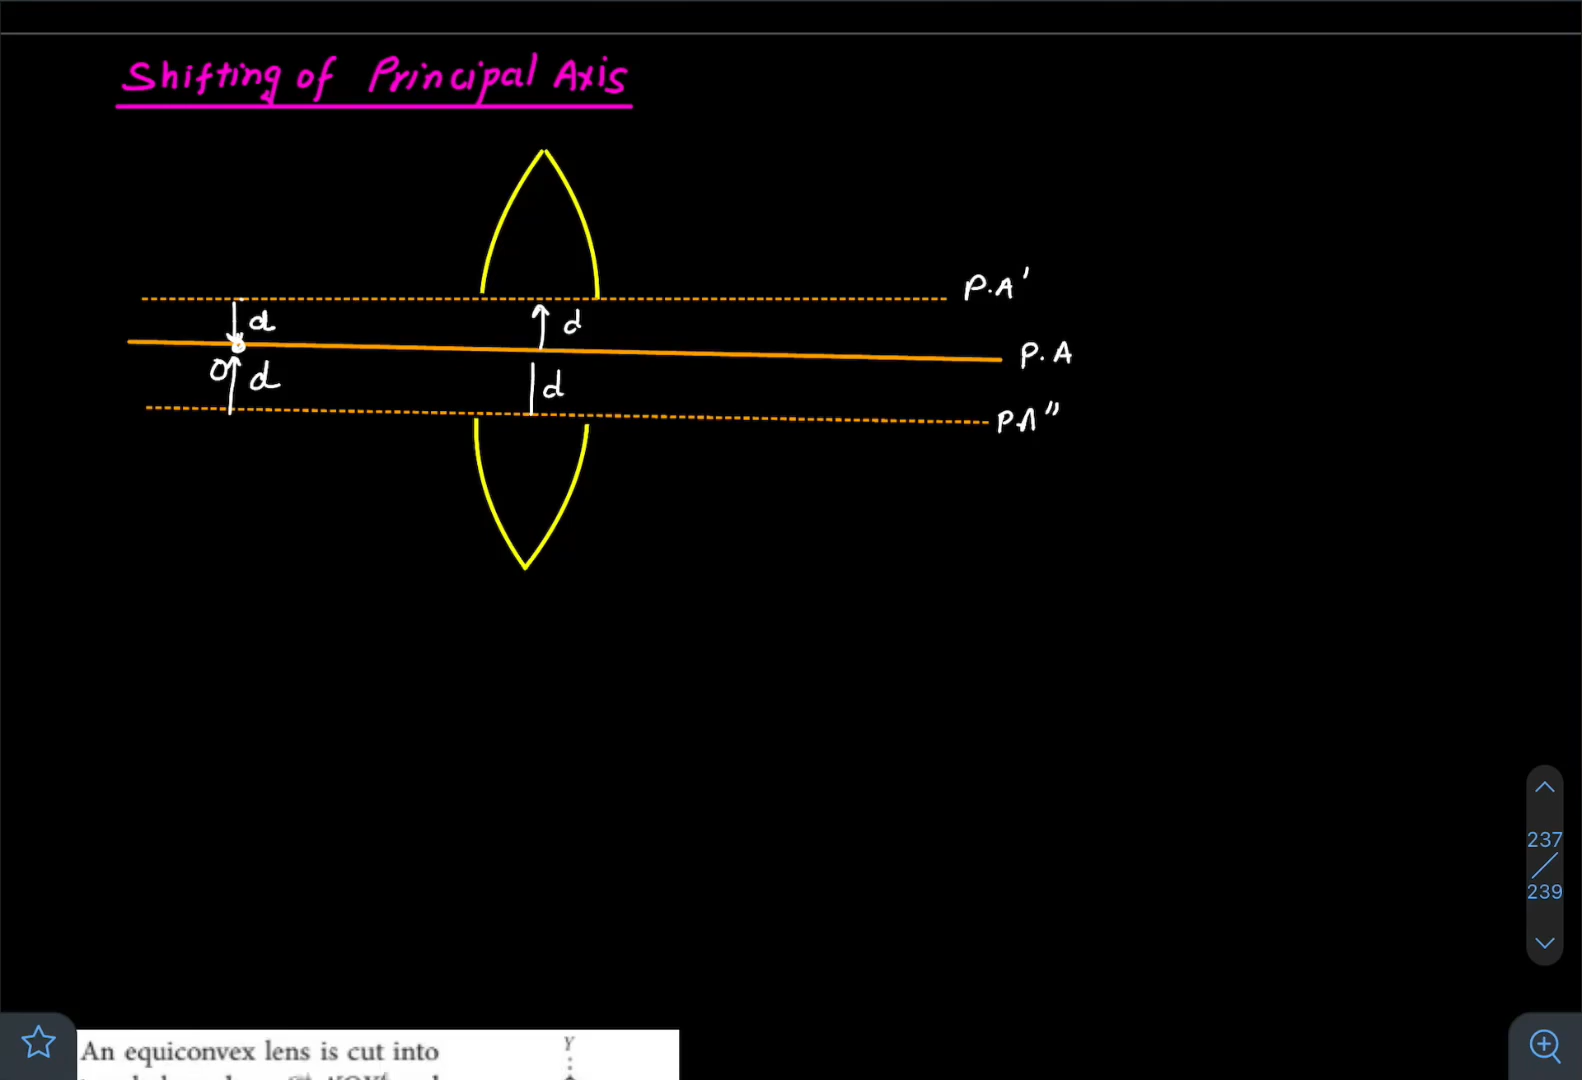 Shifting of Principal Axis
P.A'
d
d
P.A
O
d
d
P.A"
237
239
An equiconvex lens is cut into
Y